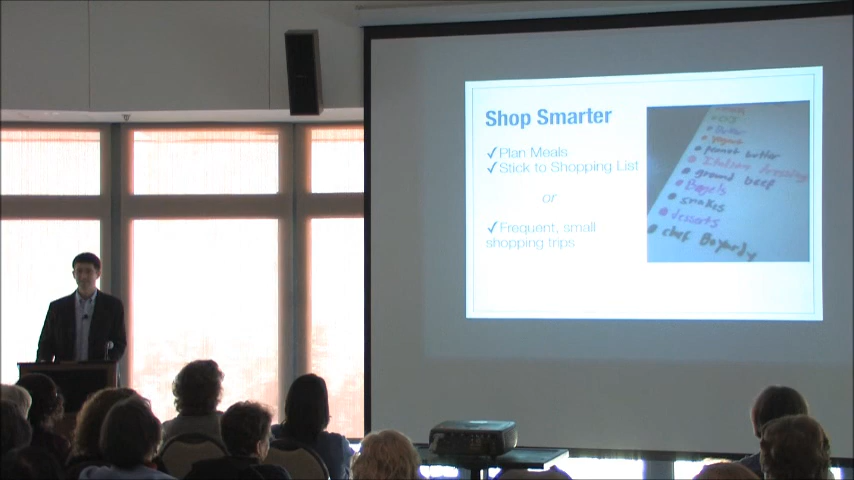 Shop Smarter
✓Plan Meals
✓Stick to Shopping List
or
✓Frequent, small
shopping trips
Butter
Yogurt
peanut butter
Italian dressing
ground beef
Bagels
snakes
desserts
chef Boyardy